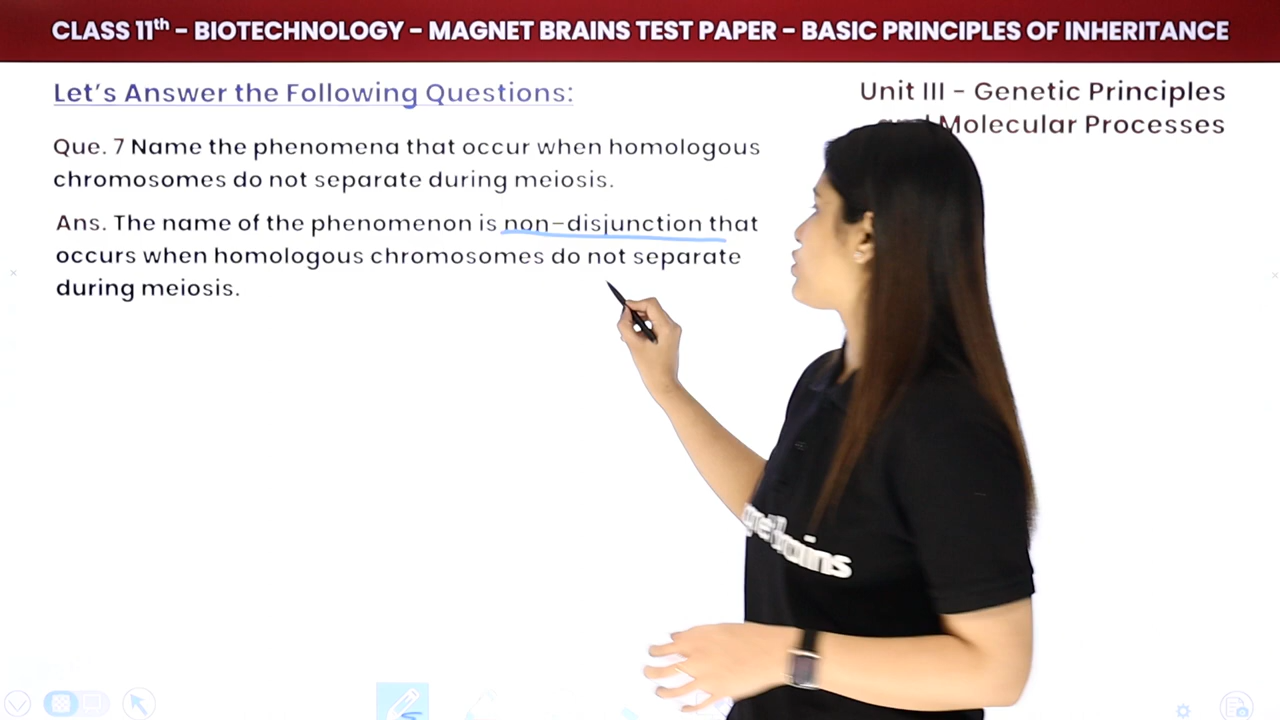 CLASS 11th – BIOTECHNOLOGY – MAGNET BRAINS TEST PAPER – BASIC PRINCIPLES OF INHERITANCE
Let's Answer the Following Questions:
Unit III – Genetic Principles
and Molecular Processes
Que. 7 Name the phenomena that occur when homologous
chromosomes do not separate during meiosis.
Ans. The name of the phenomenon is non-disjunction that
occurs when homologous chromosomes do not separate
during meiosis.